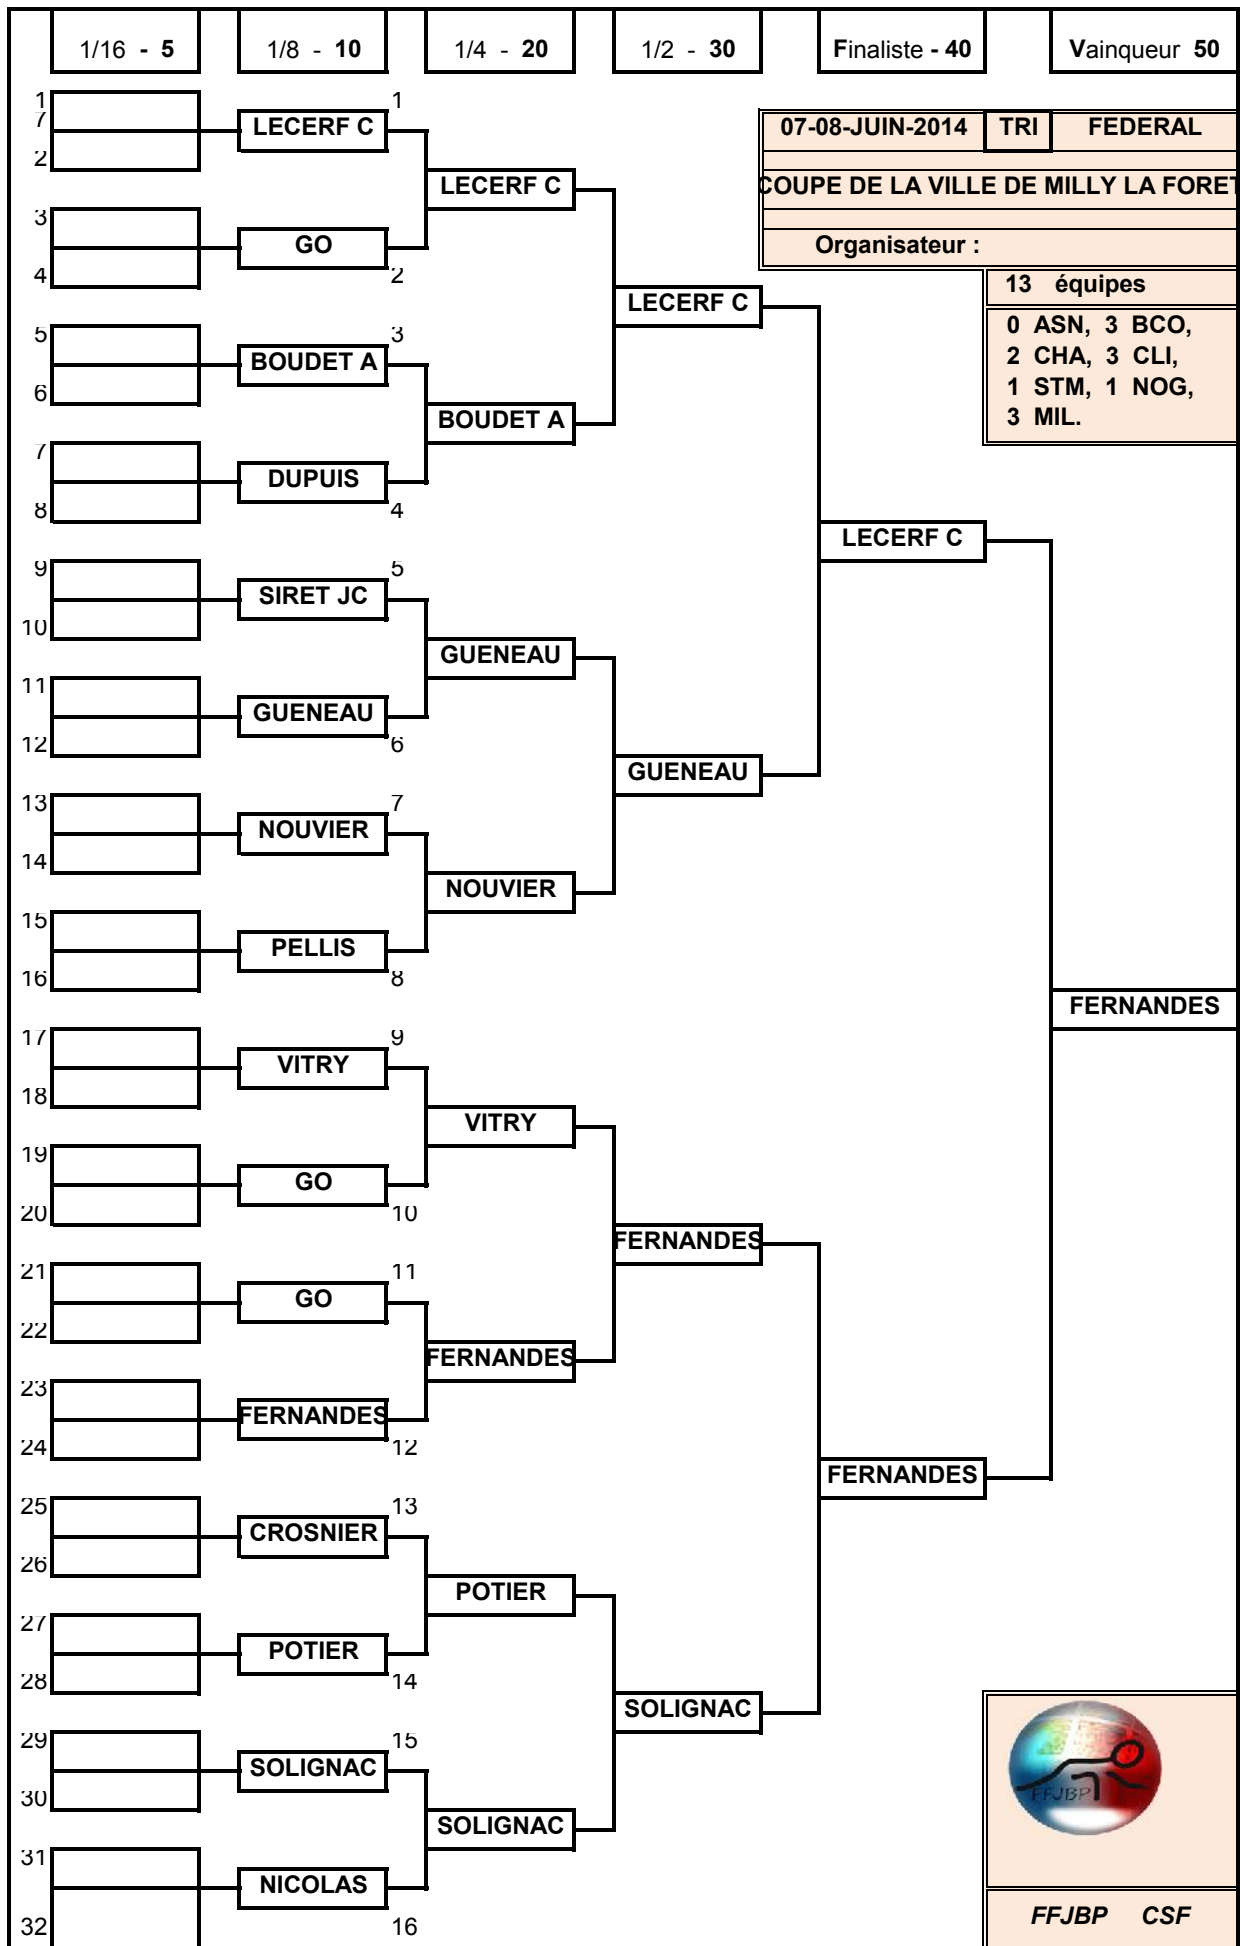 1/16 - 5 1/8 - 10 1/4 - 20 1/2 - 30 Finaliste - 40 Vainqueur 50
1 1
7 LECERF C 07-08-JUIN-2014 TRI FEDERAL
2
LECERF C COUPE DE LA VILLE DE MILLY LA FORET
3
GO Organisateur :
4 2
13 équipes
LECERF C
5 3 0 ASN, 3 BCO,
BOUDET A 2 CHA, 3 CLI,
6 1 STM, 1 NOG,
BOUDET A 3 MIL.
7
DUPUIS
8 4
LECERF C
9 5
SIRET JC
10
GUENEAU
11
GUENEAU
12 6
GUENEAU
13 7
NOUVIER
14
NOUVIER
15
PELLIS
16 8
FERNANDES
17 9
VITRY
18
VITRY
19
GO
20 10
FERNANDES
21 11
GO
22
FERNANDES
23
FERNANDES
24 12
FERNANDES
25 13
CROSNIER
26
POTIER
27
POTIER
28 14
SOLIGNAC
29 15
SOLIGNAC
30 FFJBP
SOLIGNAC
31
NICOLAS
32 16 FFJBP CSF